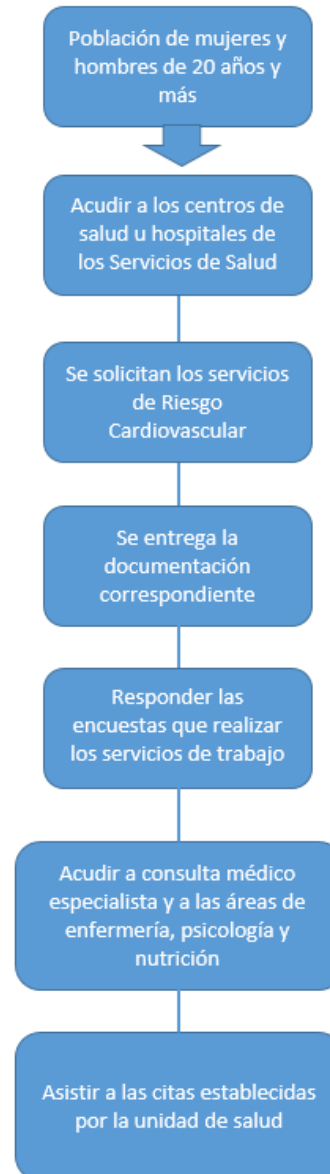 Población de mujeres y
hombres de 20 años y
más
Acudir a los centros de
salud u hospitales de
los Servicios de Salud
Se solicitan los servicios
de Riesgo
Cardiovascular
Se entrega la
documentación
correspondiente
Responder las
encuestas que realizar
los servicios de trabajo
Acudir a consulta médico
especialista y a las áreas de
enfermería, psicología y
nutrición
Asistir a las citas establecidas
por la unidad de salud